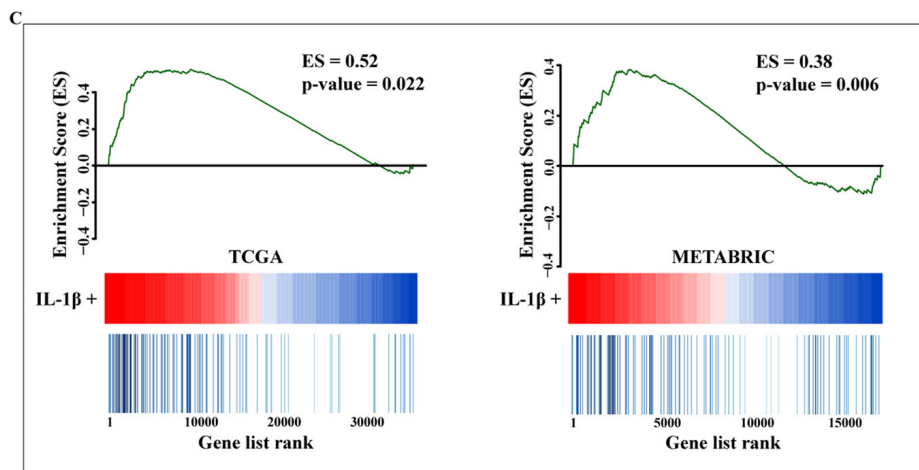 C
ES = 0.52
p-value = 0.022
Enrichment Score (ES)
0.4
0.2
0.0
−0.2
−0.4
TCGA
IL-1β +
1 10000 20000 30000
Gene list rank
ES = 0.38
p-value = 0.006
Enrichment Score (ES)
0.4
0.2
0.0
−0.2
−0.4
METABRIC
IL-1β +
1 5000 10000 15000
Gene list rank